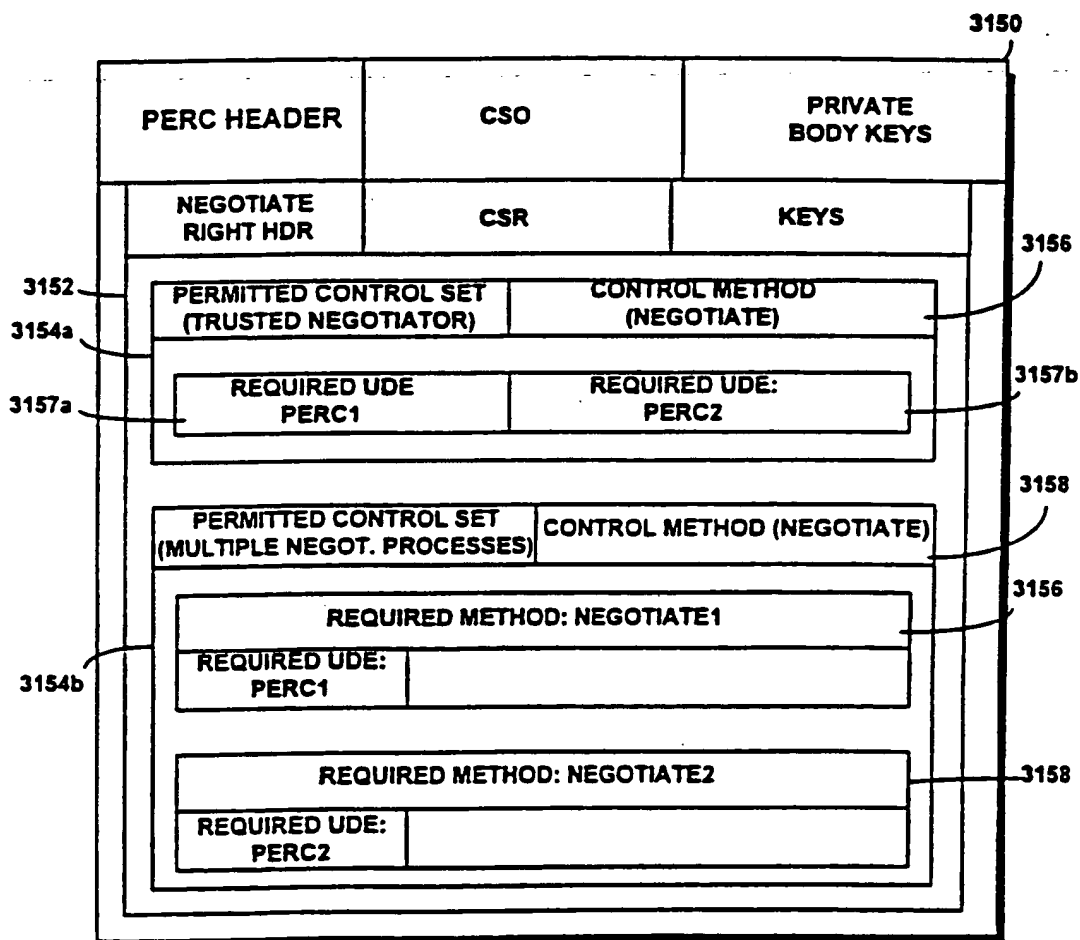 3150
PERC HEADER
CSO
PRIVATE
BODY KEYS
NEGOTIATE
RIGHT HDR
CSR
KEYS
3156
3152
PERMITTED CONTROL SET
(TRUSTED NEGOTIATOR)
CONTROL METHOD
(NEGOTIATE)
3154a
3157a
REQUIRED UDE
PERC1
REQUIRED UDE:
PERC2
3157b
3158
PERMITTED CONTROL SET
(MULTIPLE NEGOT. PROCESSES)
CONTROL METHOD (NEGOTIATE)
3156
REQUIRED METHOD: NEGOTIATE1
REQUIRED UDE:
PERC1
3154b
REQUIRED METHOD: NEGOTIATE2
3158
REQUIRED UDE:
PERC2